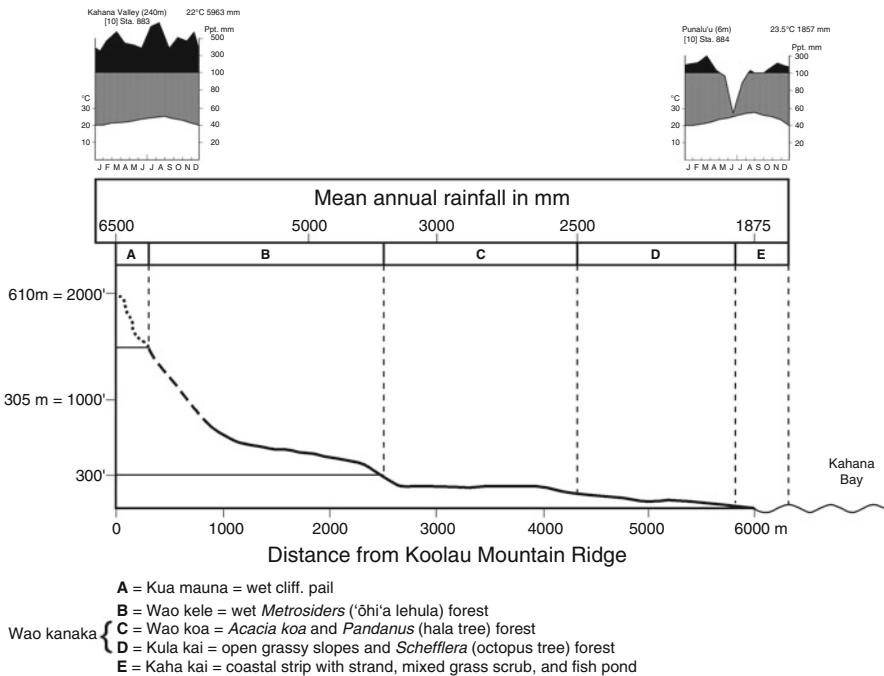 Kahana Valley (240m) 22°C 5963 mm
[10] Sta. 883
Ppt. mm
500
300
100
°C
30 80
60
20 40
10 20
J F M A M J J A S O N D
Punalu'u (6m) 23.5°C 1857 mm
[10] Sta. 884
Ppt. mm
300
100
°C
30 80
60
20 40
10 20
J F M A M J J A S O N D
Mean annual rainfall in mm
6500 5000 3000 2500 1875
A B C D E
610m = 2000'
305 m = 1000'
300'
Kahana
Bay
0 1000 2000 3000 4000 5000 6000 m
Distance from Koolau Mountain Ridge
A = Kua mauna = wet cliff. pail
B = Wao kele = wet Metrosiders (‘ōhi‘a lehula) forest
Wao kanaka { C = Wao koa = Acacia koa and Pandanus (hala tree) forest
D = Kula kai = open grassy slopes and Schefflera (octopus tree) forest
E = Kaha kai = coastal strip with strand, mixed grass scrub, and fish pond